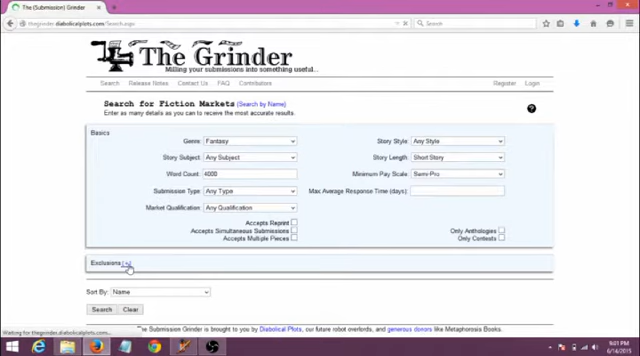 The (Submission) Grinder
thegrinder.diabolicalplots.com/Search.aspx
Search
The Grinder
Milling your submissions into something useful...
Search Release Notes Contact Us FAQ Contributors Register Login
Search for Fiction Markets (Search by Name)
Enter as many details as you can to receive the most accurate results.
?
Basics
Genre: Fantasy Story Style: Any Style
Story Subject: Any Subject Story Length: Short Story
Word Count: 4000 Minimum Pay Scale: Semi-Pro
Submission Type: Any Type Max Average Response Time (days):
Market Qualification: Any Qualification
Accepts Reprint
Accepts Simultaneous Submissions Only Anthologies
Accepts Multiple Pieces Only Contests
Exclusions
Sort By: Name
Search Clear
Waiting for thegrinder.diabolicalplots.com...
The Submission Grinder is brought to you by Diabolical Plots, our future robot overlords, and generous donors like Metaphorosis Books.
9:01 PM
6/14/2015